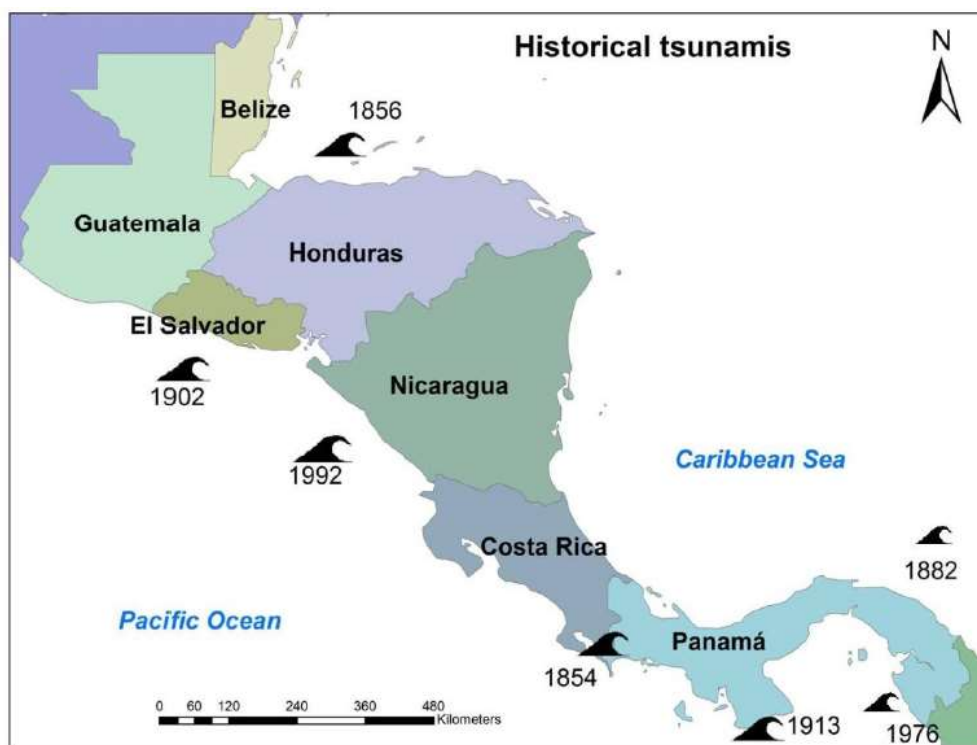 Historical tsunamis
N
Belize
1856
Guatemala
Honduras
El Salvador
1902
Nicaragua
1992
Caribbean Sea
Costa Rica
1882
Pacific Ocean
Panamá
1854
0 120 240 360 480
Kilometers
1913
1976